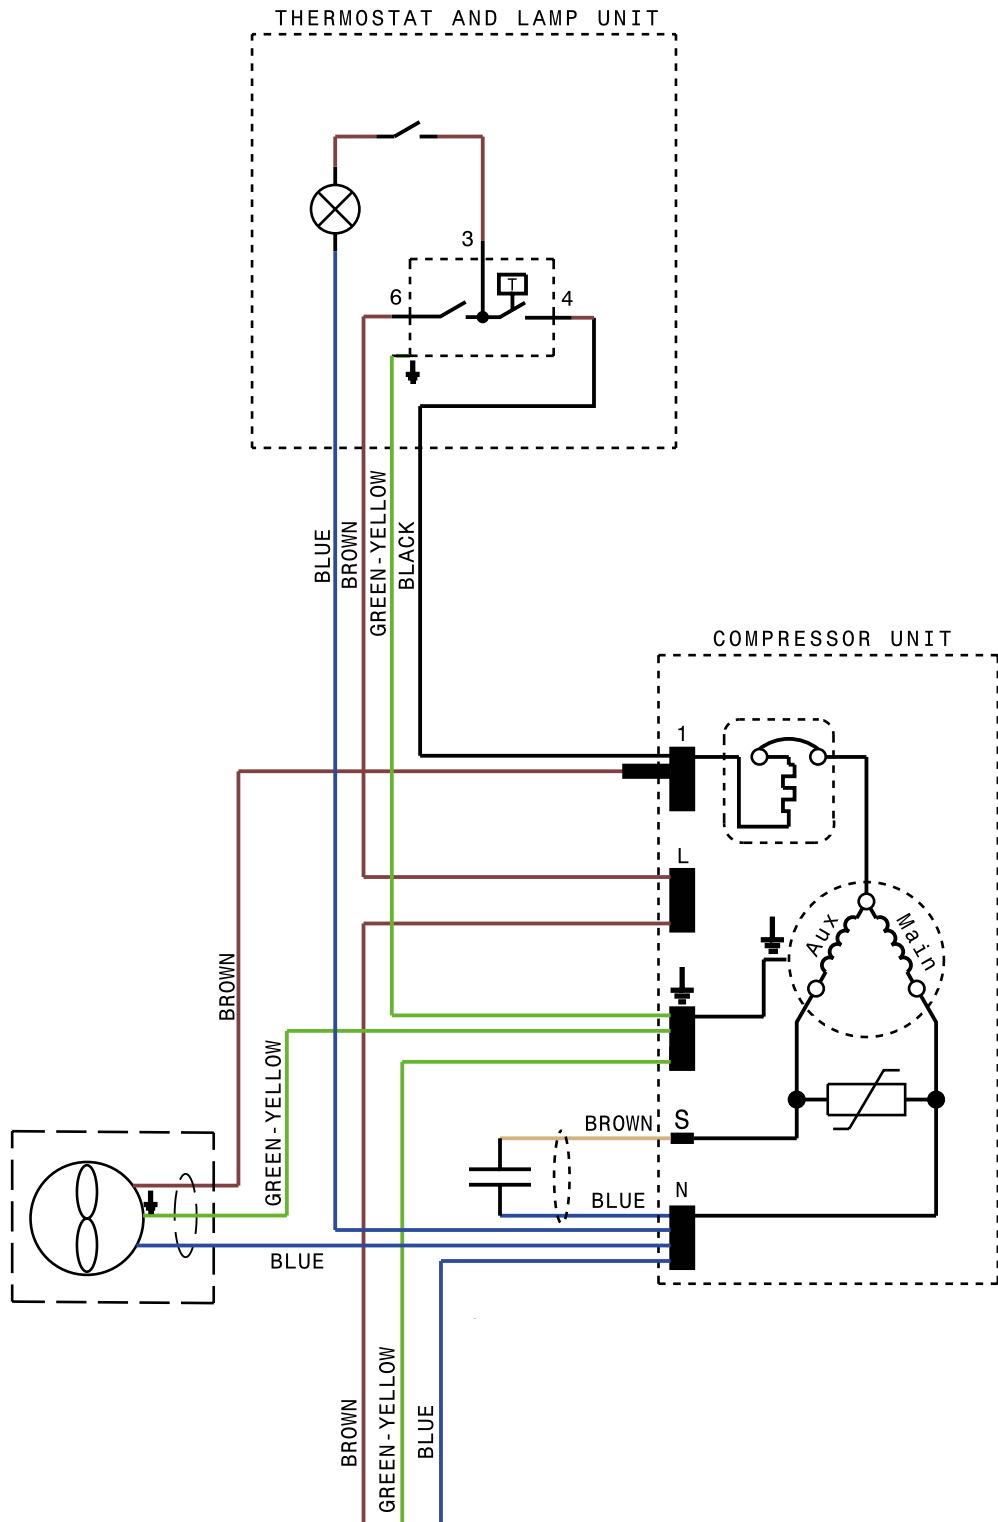 THERMOSTAT AND LAMP UNIT
3
T
6
4
BLUE
BROWN
GREEN-YELLOW
BLACK
COMPRESSOR UNIT
1
L
Aux
Main
BROWN
GREEN-YELLOW
BROWN
S
BLUE
N
BLUE
BROWN
GREEN-YELLOW
BLUE